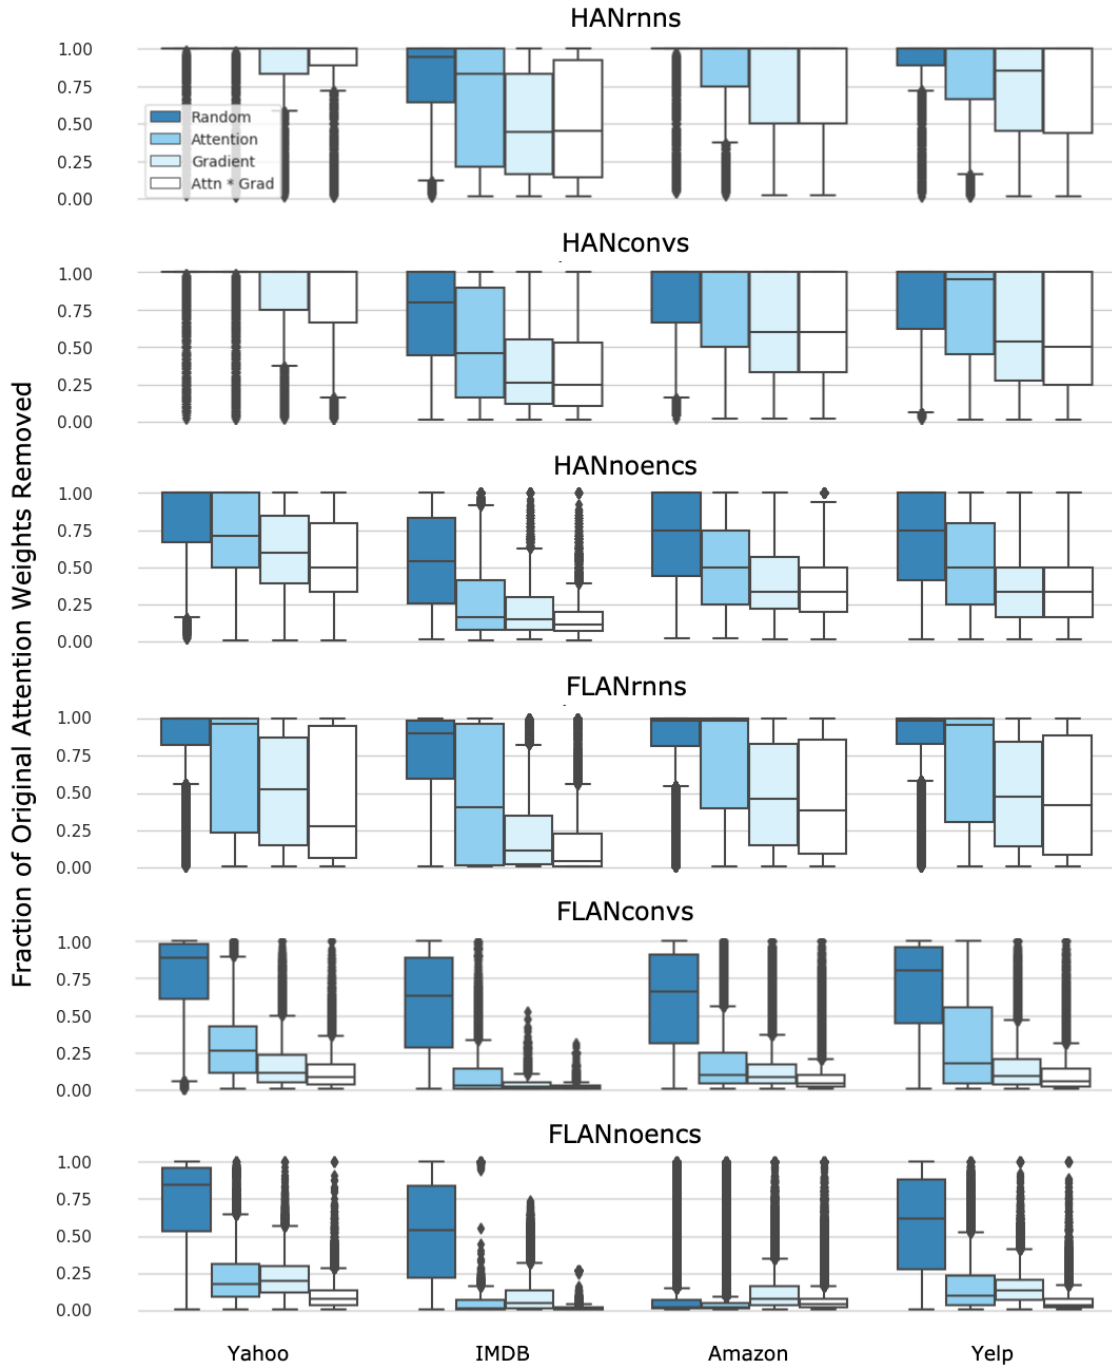 HANrnns
1.00
0.75
0.50
0.25
0.00
Random
Attention
Gradient
Attn * Grad
HANconvs
1.00
0.75
0.50
0.25
0.00
HANnoencs
1.00
0.75
0.50
0.25
0.00
Fraction of Original Attention Weights Removed
FLANrnns
1.00
0.75
0.50
0.25
0.00
FLANconvs
1.00
0.75
0.50
0.25
0.00
FLANnoencs
1.00
0.75
0.50
0.25
0.00
Yahoo IMDB Amazon Yelp